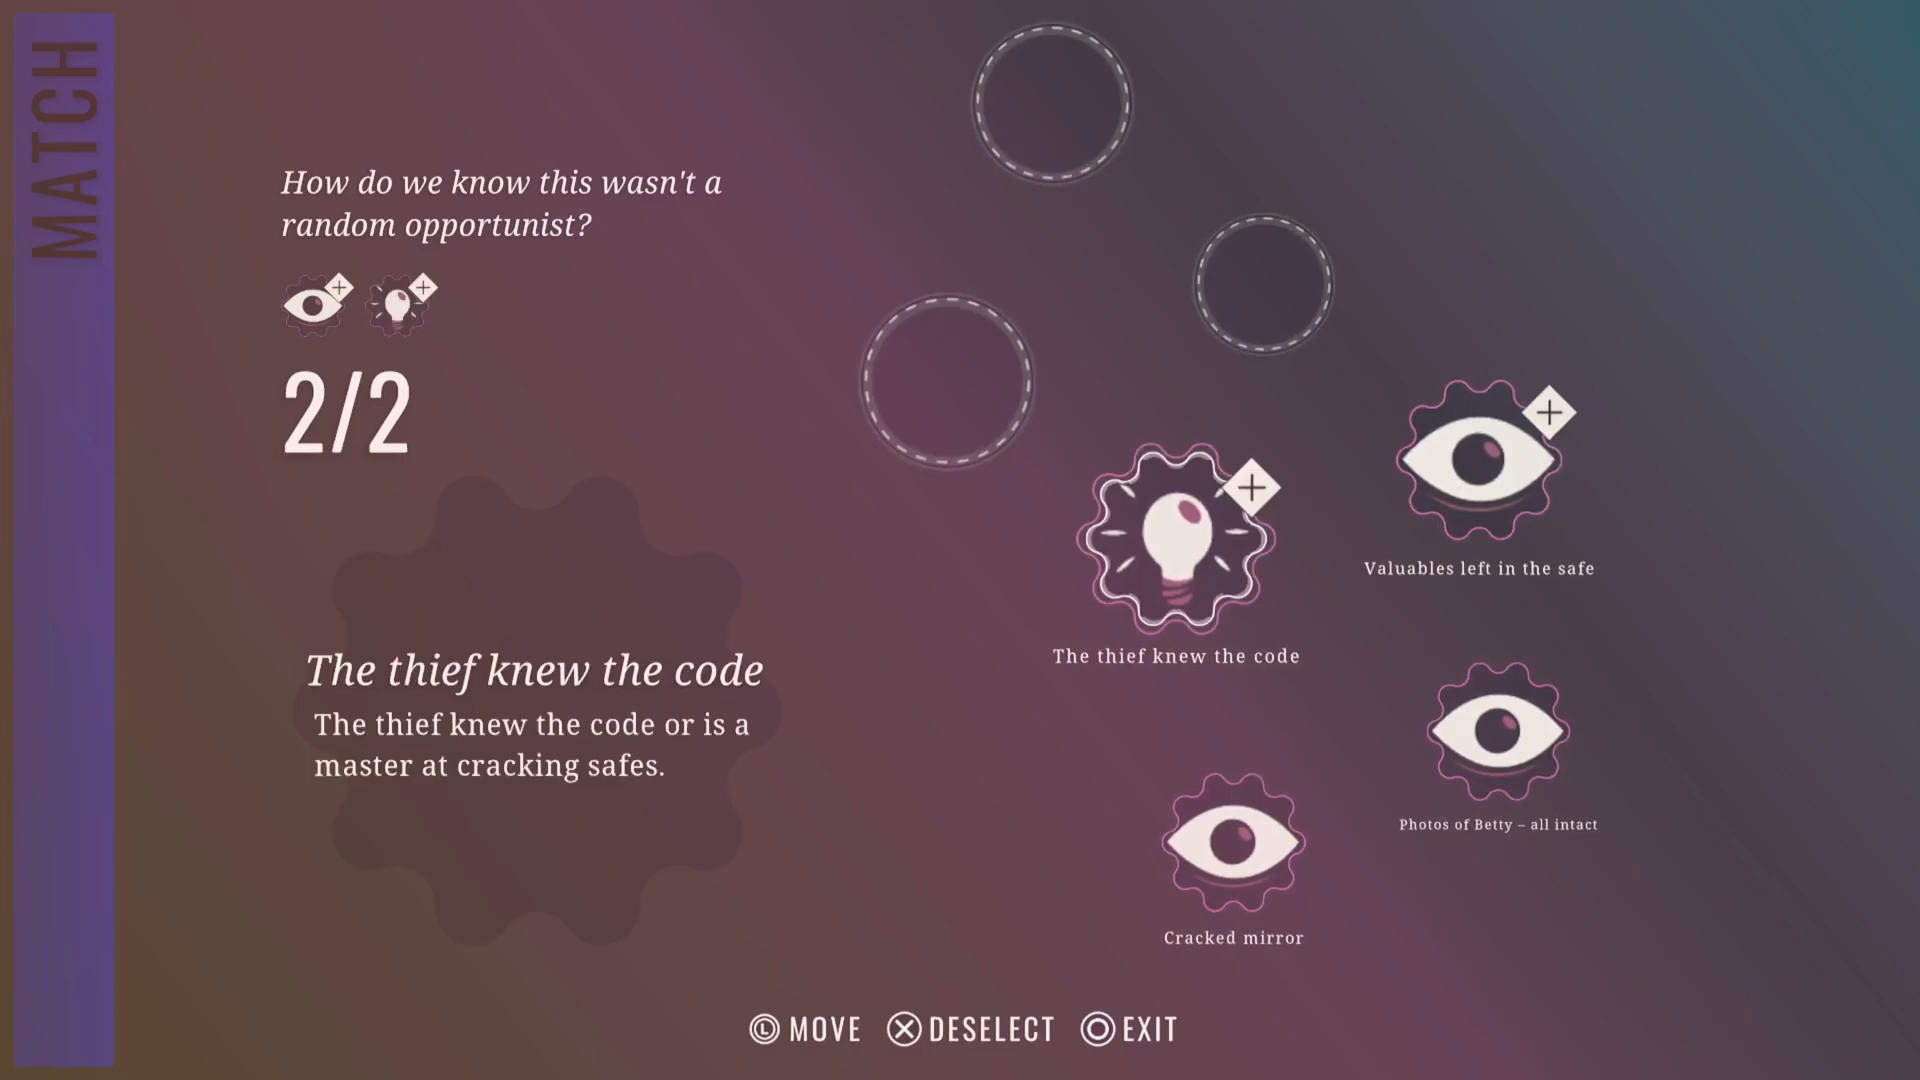 MATCH
How do we know this wasn't a
random opportunist?
2/2
The thief knew the code
The thief knew the code or is a
master at cracking safes.
The thief knew the code
Valuables left in the safe
Photos of Betty – all intact
Cracked mirror
L MOVE DESELECT EXIT